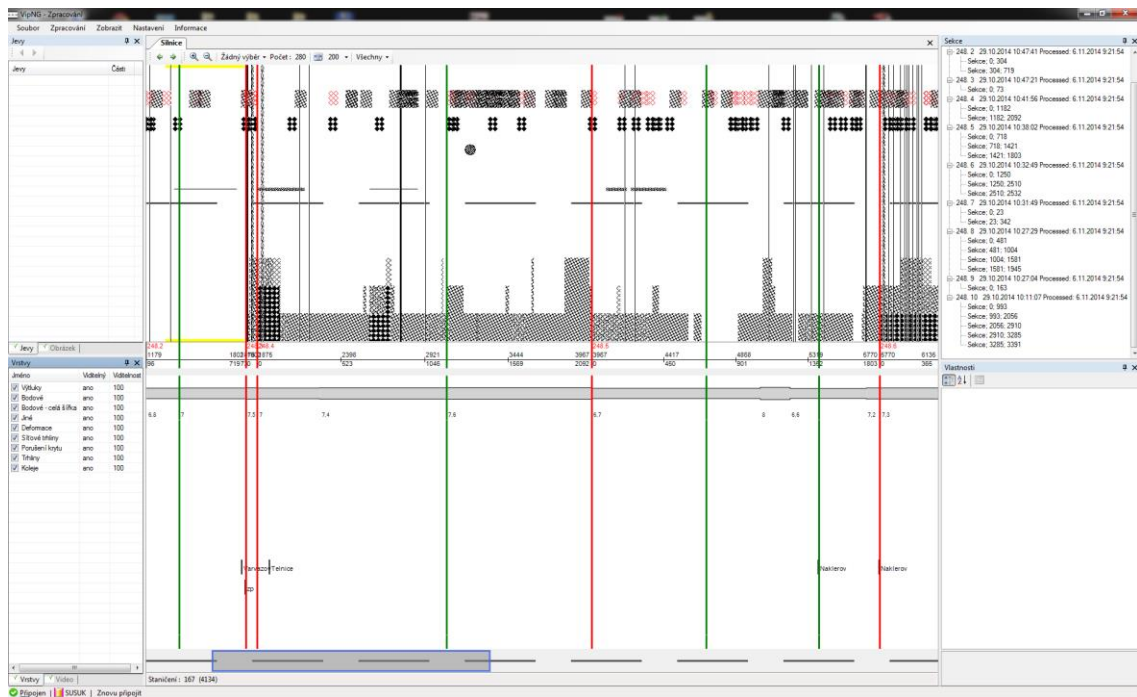 VipNG - Zpracování
Soubor Zpracování Zobrazit Nastavení Informace
Jevy
Jevy Části
Jevy Obrázek
Vrstvy
Jméno Viditelný Viditelnost
Výtluky ano 100
Bodové ano 100
Bodové - celá šířka ano 100
Jiné ano 100
Deformace ano 100
Síťové trhliny ano 100
Porušení krytu ano 100
Trhliny ano 100
Koleje ano 100
Vrstvy Video
Silnice
Žádný výběr Počet: 280 200 Všechny
248.2 248.4 248.5 248.6
1179 2398 2921 3444 3967 3967 4417 4868 5319 6770 6770 6136
96 523 1046 1569 2092 0 450 901 1352 1803 0 365
6.8 7 7.3 7 7.4 7.6 6.7 8 6.6 7.2 7.3
Telnice Naklerov Naklerov
zp
Staničení: 167 (4134)
Sekce
248. 2 29.10.2014 10:47:41 Processed: 6.11.2014 9:21:54
Sekce; 0; 304
Sekce; 304; 719
248. 3 29.10.2014 10:47:21 Processed: 6.11.2014 9:21:54
Sekce; 0; 73
248. 4 29.10.2014 10:41:56 Processed: 6.11.2014 9:21:54
Sekce; 0; 1182
Sekce; 1182; 2092
248. 5 29.10.2014 10:38:02 Processed: 6.11.2014 9:21:54
Sekce; 0; 718
Sekce; 718; 1421
Sekce; 1421; 1803
248. 6 29.10.2014 10:32:49 Processed: 6.11.2014 9:21:54
Sekce; 0; 1250
Sekce; 1250; 2510
Sekce; 2510; 2532
248. 7 29.10.2014 10:31:49 Processed: 6.11.2014 9:21:54
Sekce; 0; 23
Sekce; 23; 342
248. 8 29.10.2014 10:27:29 Processed: 6.11.2014 9:21:54
Sekce; 0; 481
Sekce; 481; 1004
Sekce; 1004; 1581
Sekce; 1581; 1945
248. 9 29.10.2014 10:27:04 Processed: 6.11.2014 9:21:54
Sekce; 0; 163
248. 10 29.10.2014 10:11:07 Processed: 6.11.2014 9:21:54
Sekce; 0; 993
Sekce; 993; 2056
Sekce; 2056; 2910
Sekce; 2910; 3285
Sekce; 3285; 3391
Vlastnosti
Připojen SUSUK Znovu připojit